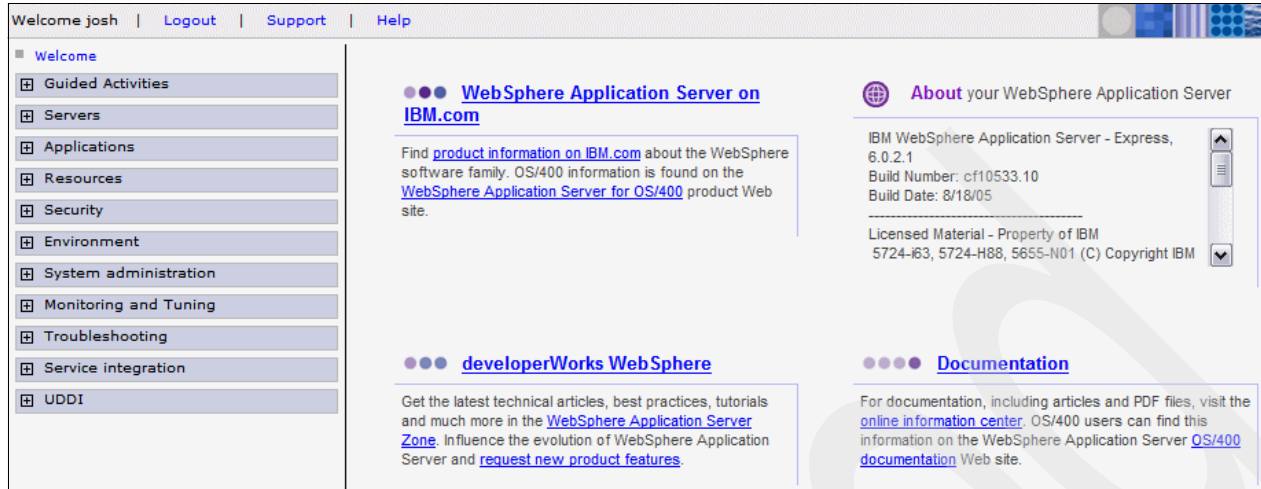 Welcome josh | Logout | Support | Help
Welcome
Guided Activities
Servers
Applications
Resources
Security
Environment
System administration
Monitoring and Tuning
Troubleshooting
Service integration
UDDI
WebSphere Application Server on
IBM.com
Find product information on IBM.com about the WebSphere
software family. OS/400 information is found on the
WebSphere Application Server for OS/400 product Web
site.
About your WebSphere Application Server
IBM WebSphere Application Server - Express,
6.0.2.1
Build Number: cf10533.10
Build Date: 8/18/05
--------------------------------------
Licensed Material - Property of IBM
5724-i63, 5724-H88, 5655-N01 (C) Copyright IBM
developerWorks WebSphere
Get the latest technical articles, best practices, tutorials
and much more in the WebSphere Application Server
Zone. Influence the evolution of WebSphere Application
Server and request new product features.
Documentation
For documentation, including articles and PDF files, visit the
online information center. OS/400 users can find this
information on the WebSphere Application Server OS/400
documentation Web site.